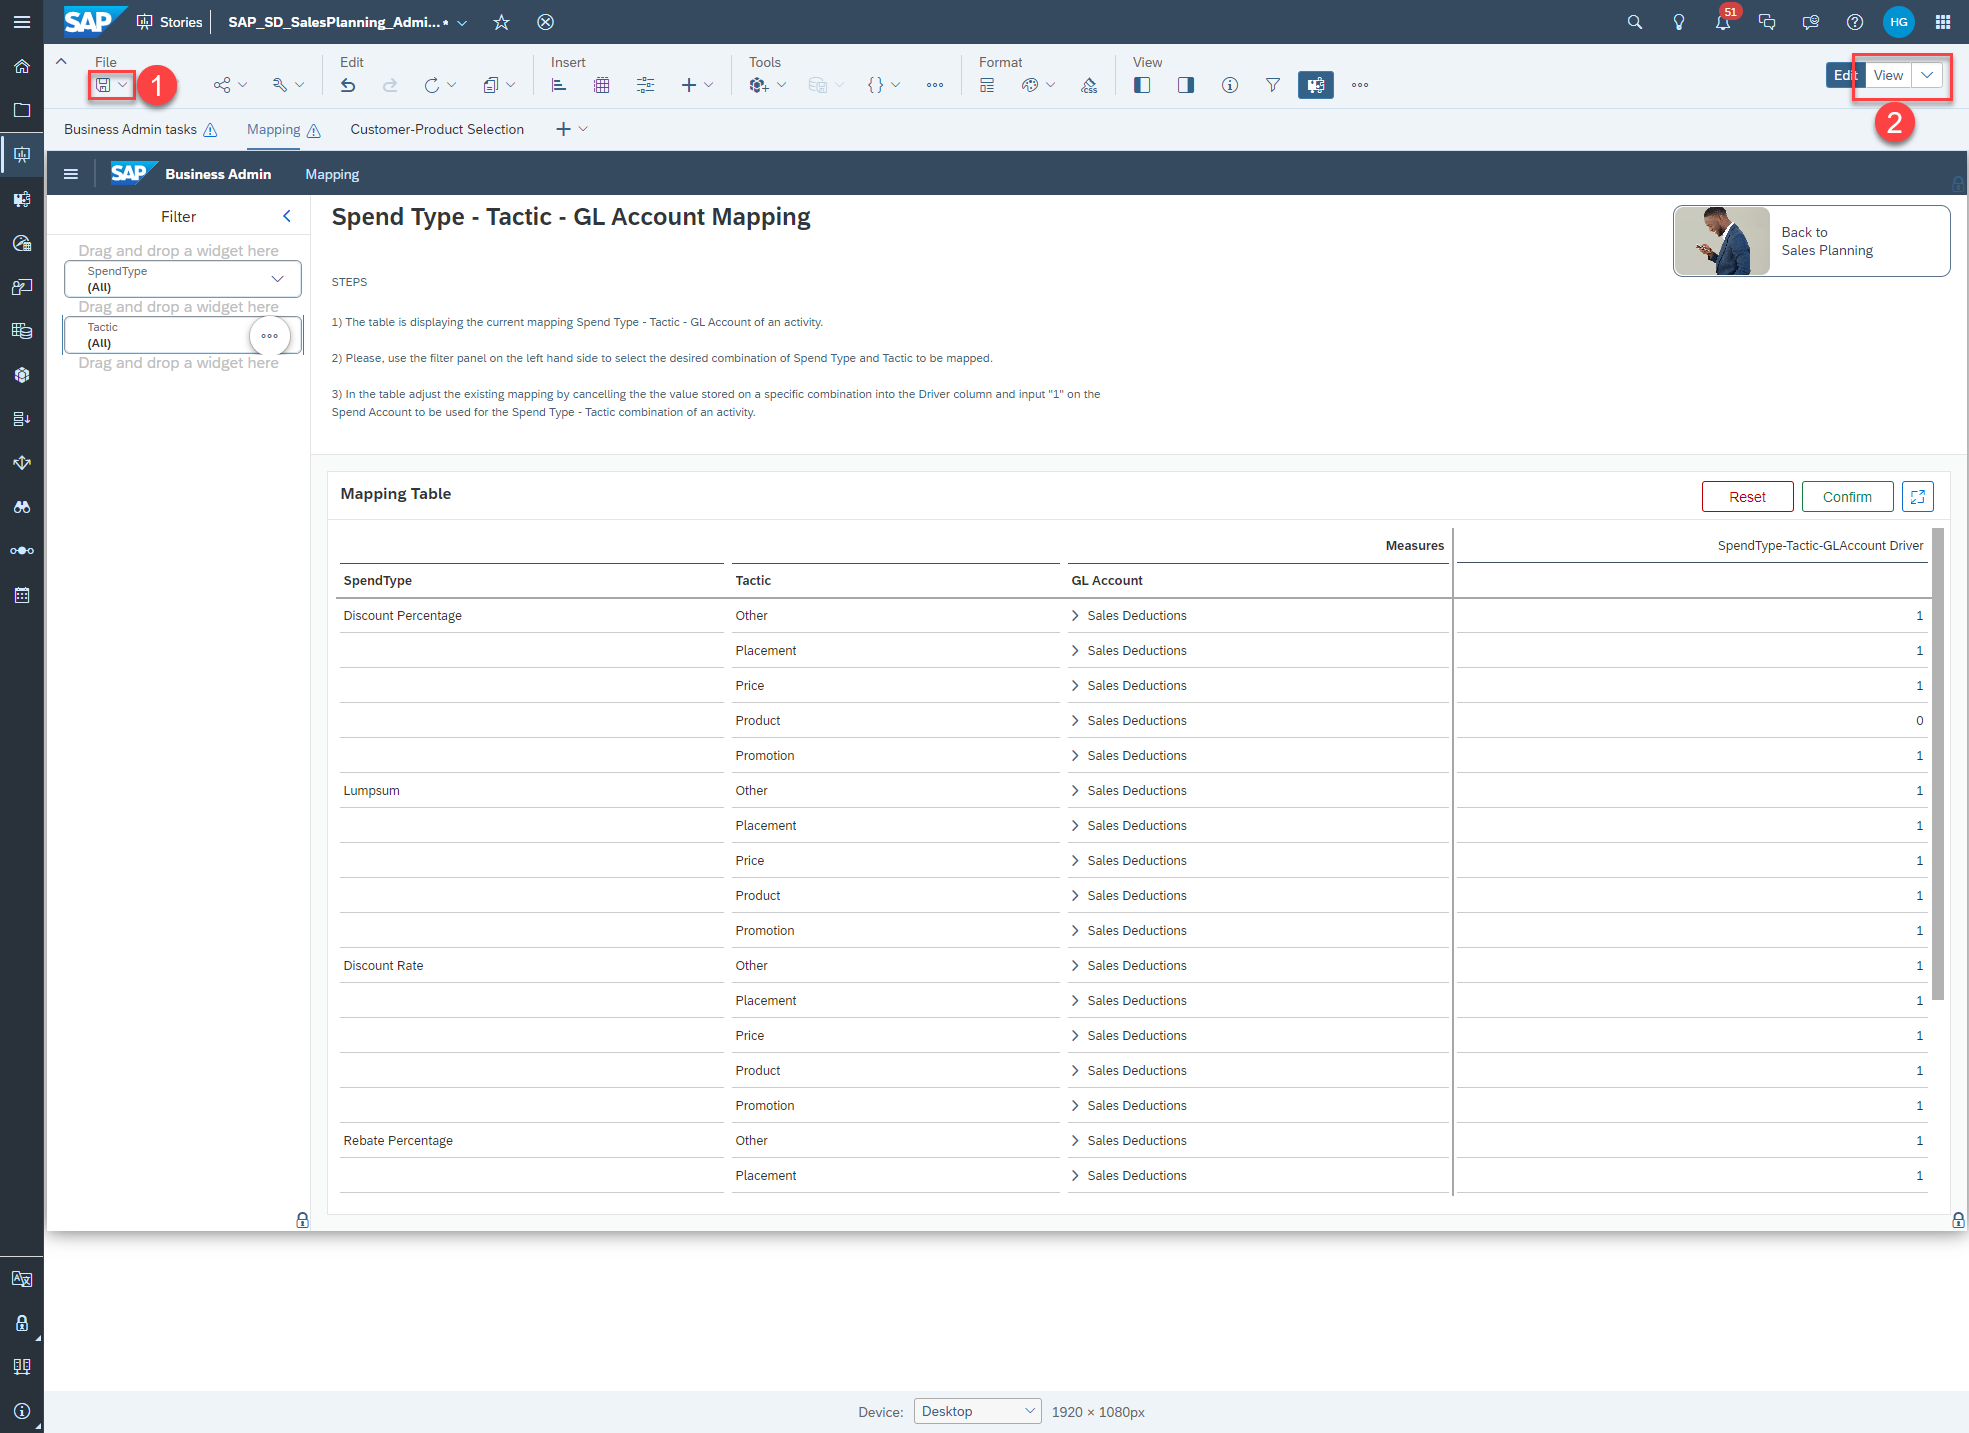 SAP Stories SAP_SD_SalesPlanning_Admi... * 51 HG
File Edit Insert Tools Format View
1
Edit View
2
Business Admin tasks Mapping Customer-Product Selection
SAP Business Admin Mapping
Filter
Drag and drop a widget here
SpendType
(All)
Drag and drop a widget here
Tactic
(All)
Drag and drop a widget here
Spend Type - Tactic - GL Account Mapping
Back to
Sales Planning
STEPS
1) The table is displaying the current mapping Spend Type - Tactic - GL Account of an activity.
2) Please, use the filter panel on the left hand side to select the desired combination of Spend Type and Tactic to be mapped.
3) In the table adjust the existing mapping by cancelling the the value stored on a specific combination into the Driver column and input "1" on the
Spend Account to be used for the Spend Type - Tactic combination of an activity.
Mapping Table
Reset Confirm
Measures SpendType-Tactic-GLAccount Driver
SpendType Tactic GL Account
Discount Percentage Other Sales Deductions 1
Placement Sales Deductions 1
Price Sales Deductions 1
Product Sales Deductions 0
Promotion Sales Deductions 1
Lumpsum Other Sales Deductions 1
Placement Sales Deductions 1
Price Sales Deductions 1
Product Sales Deductions 1
Promotion Sales Deductions 1
Discount Rate Other Sales Deductions 1
Placement Sales Deductions 1
Price Sales Deductions 1
Product Sales Deductions 1
Promotion Sales Deductions 1
Rebate Percentage Other Sales Deductions 1
Placement Sales Deductions 1
Device: Desktop 1920 × 1080px